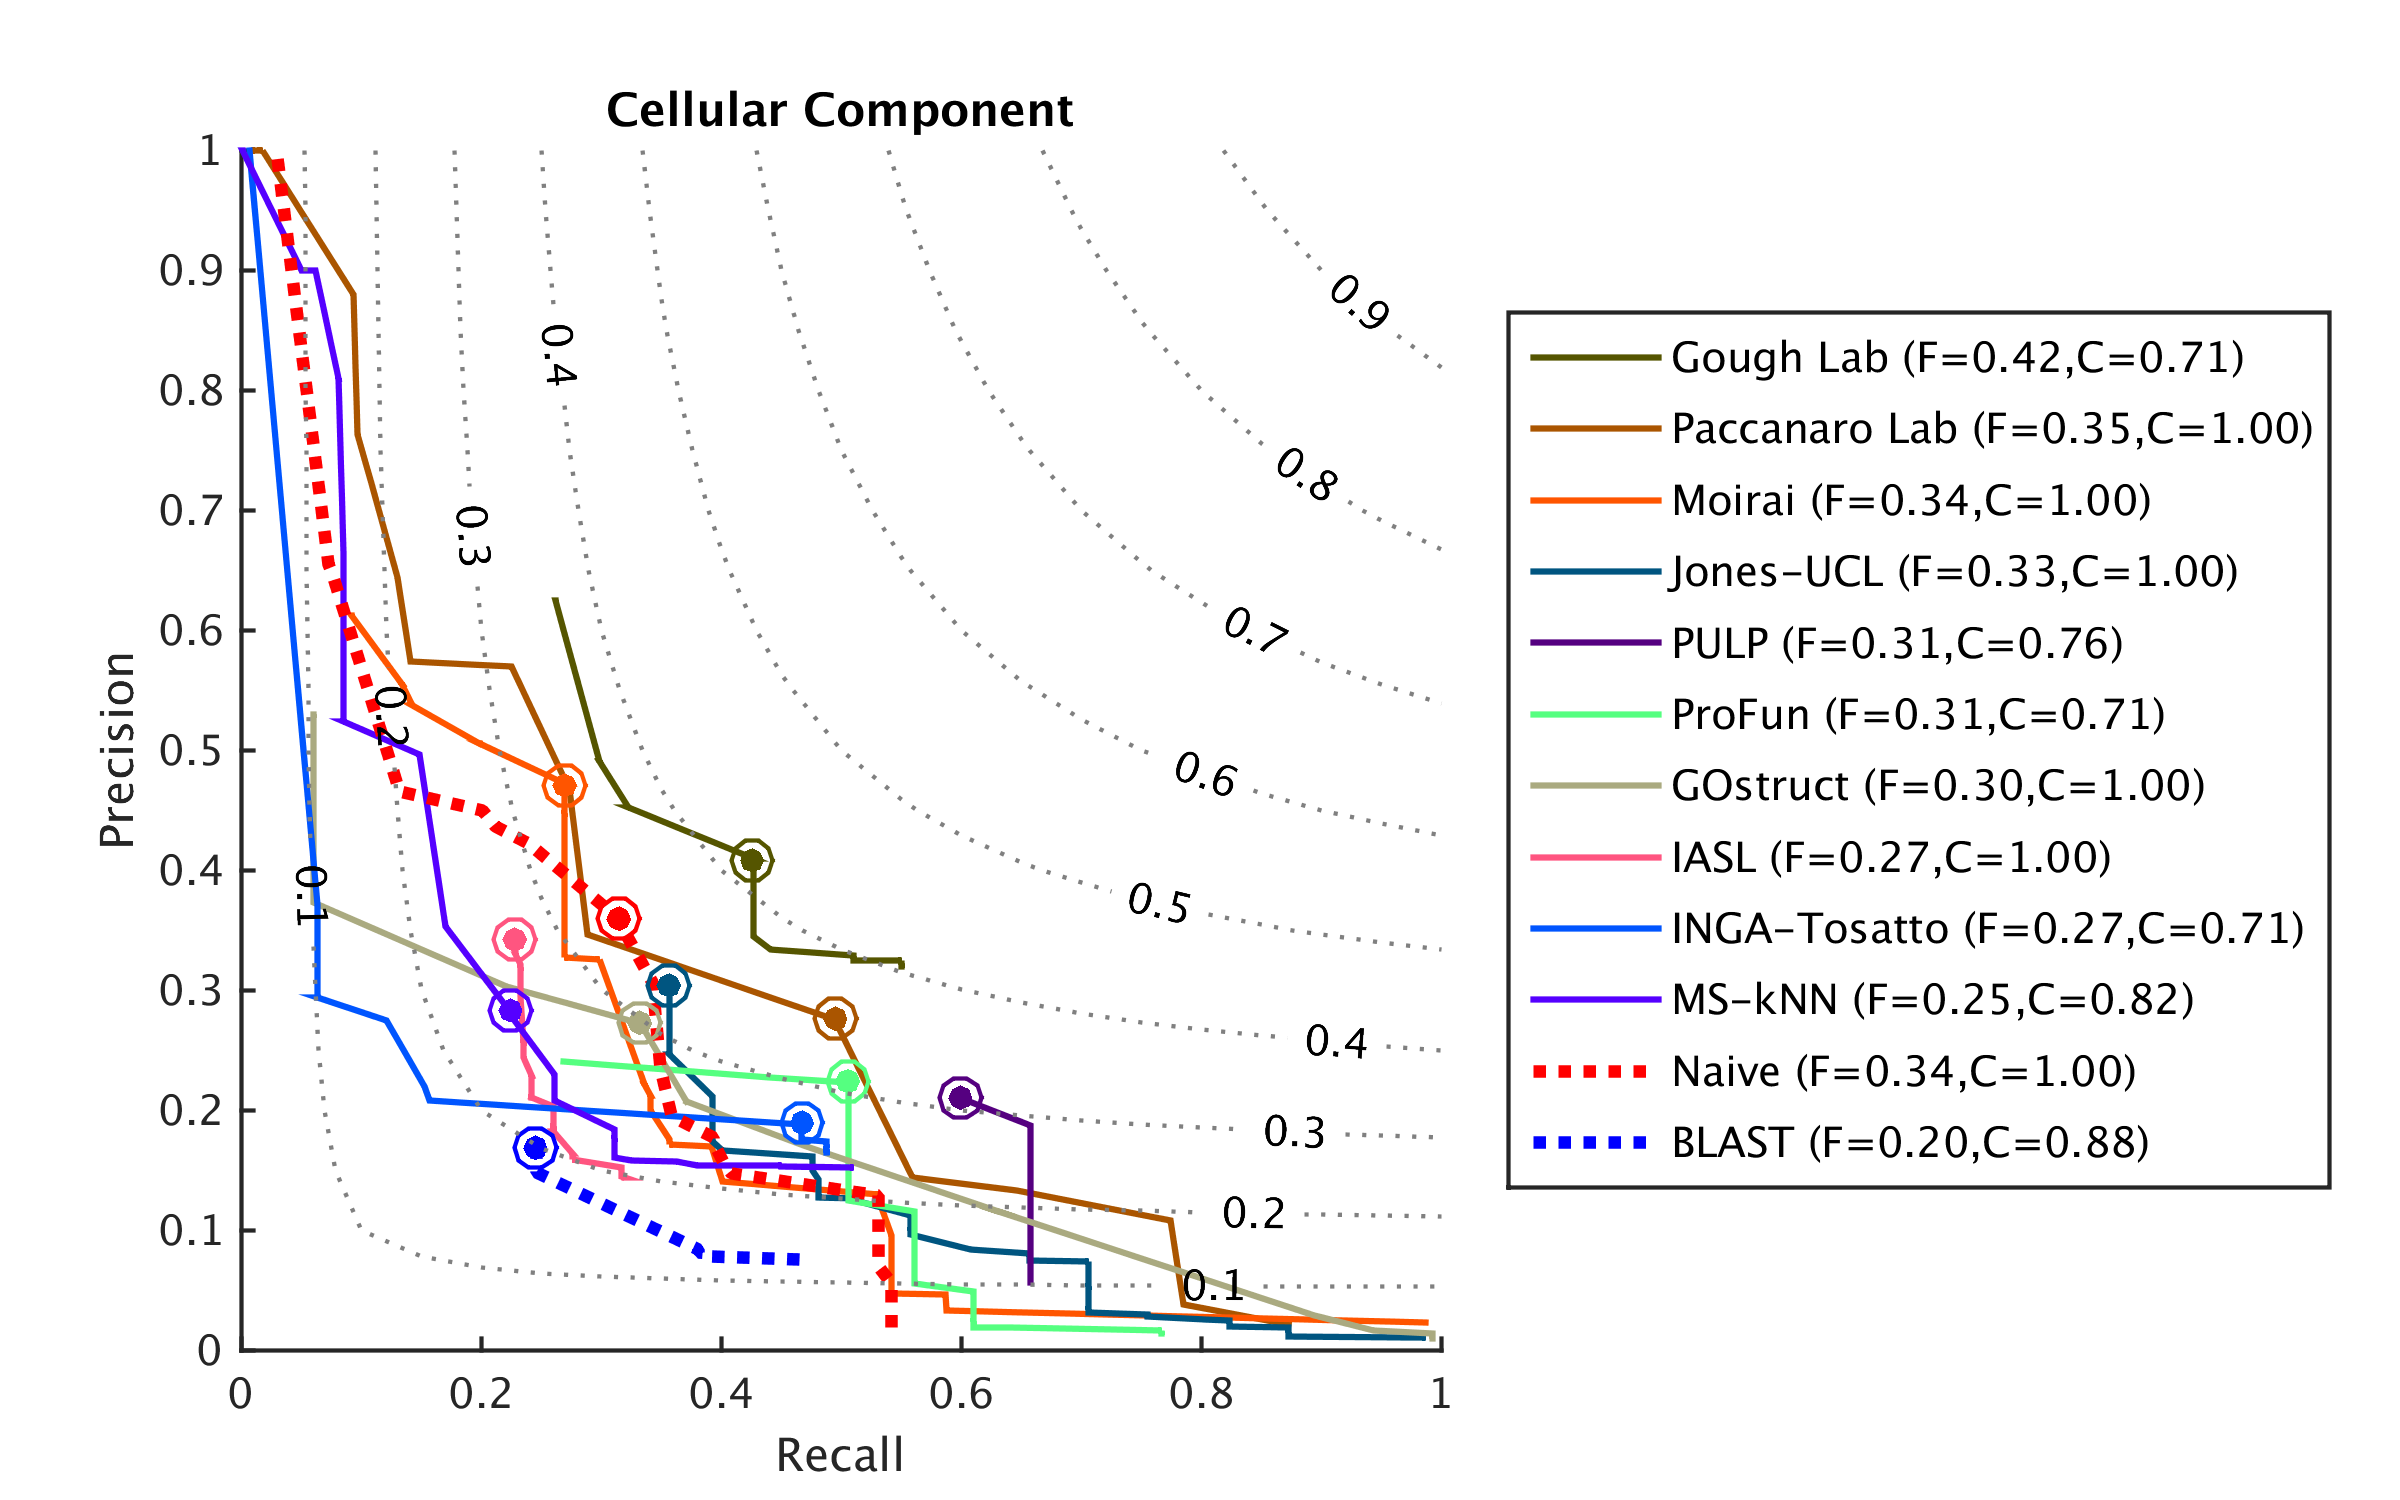 Cellular Component
Precision
1
0.9
0.8
0.7
0.6
0.5
0.4
0.3
0.2
0.1
0
0
0.2
0.4
0.6
0.8
1
Recall
0.1
0.2
0.3
0.4
0.9
0.8
0.7
0.6
0.5
0.4
0.3
0.2
0.1
Gough Lab (F=0.42,C=0.71)
Paccanaro Lab (F=0.35,C=1.00)
Moirai (F=0.34,C=1.00)
Jones-UCL (F=0.33,C=1.00)
PULP (F=0.31,C=0.76)
ProFun (F=0.31,C=0.71)
GOstruct (F=0.30,C=1.00)
IASL (F=0.27,C=1.00)
INGA-Tosatto (F=0.27,C=0.71)
MS-kNN (F=0.25,C=0.82)
Naive (F=0.34,C=1.00)
BLAST (F=0.20,C=0.88)